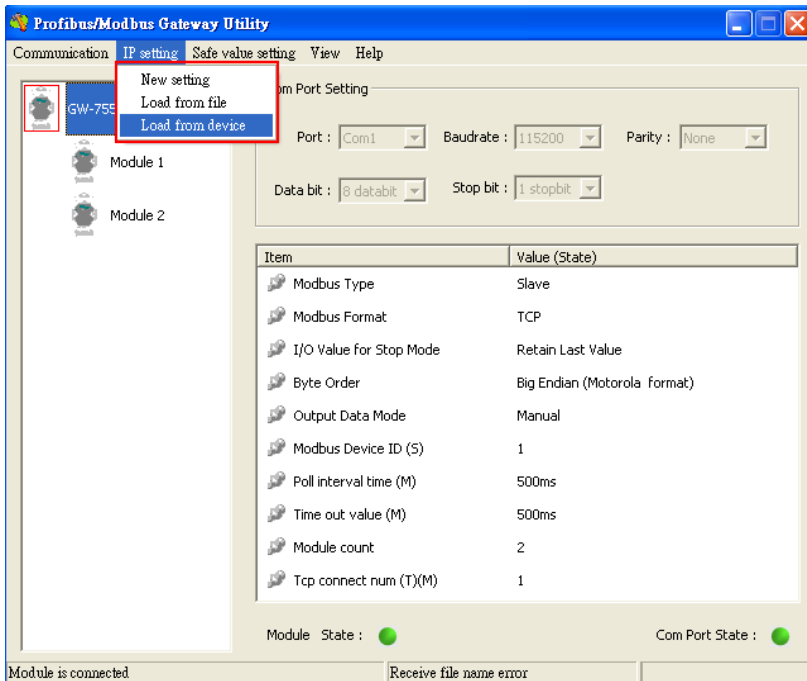 Profibus/Modbus Gateway Utility
Communication IP setting Safe value setting View Help
New setting
Load from file
Load from device
GW-755
Module 1
Module 2
om Port Setting
Port : Com1 Baudrate : 115200 Parity : None
Data bit : 8 databit Stop bit : 1 stopbit
Item Value (State)
Modbus Type Slave
Modbus Format TCP
I/O Value for Stop Mode Retain Last Value
Byte Order Big Endian (Motorola format)
Output Data Mode Manual
Modbus Device ID (S) 1
Poll interval time (M) 500ms
Time out value (M) 500ms
Module count 2
Tcp connect num (T)(M) 1
Module State : Com Port State :
Module is connected Receive file name error